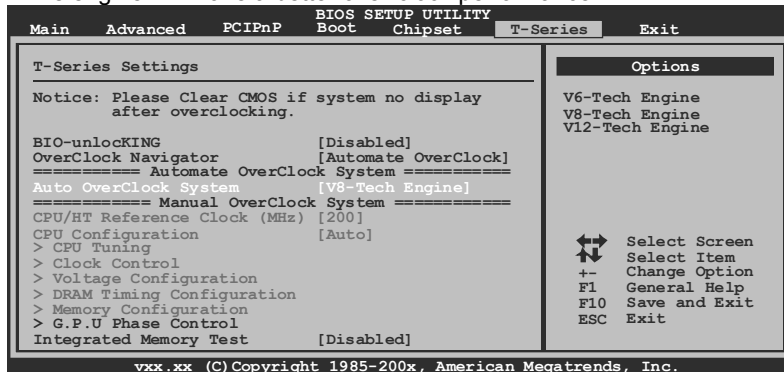 BIOS SETUP UTILITY
Main Advanced PCIPnP Boot Chipset T-Series Exit
T-Series Settings
Notice: Please Clear CMOS if system no display
after overclocking.
BIO-unlocKING [Disabled]
OverClock Navigator [Automate OverClock]
=========== Automate OverClock System ===========
Auto OverClock System [V8-Tech Engine]
============ Manual OverClock System ============
CPU/HT Reference Clock (MHz) [200]
CPU Configuration [Auto]
> CPU Tuning
> Clock Control
> Voltage Configuration
> DRAM Timing Configuration
> Memory Configuration
> G.P.U Phase Control
Integrated Memory Test [Disabled]
Options
V6-Tech Engine
V8-Tech Engine
V12-Tech Engine
Select Screen
Select Item
+- Change Option
F1 General Help
F10 Save and Exit
ESC Exit
vxx.xx (C)Copyright 1985-200x, American Megatrends, Inc.